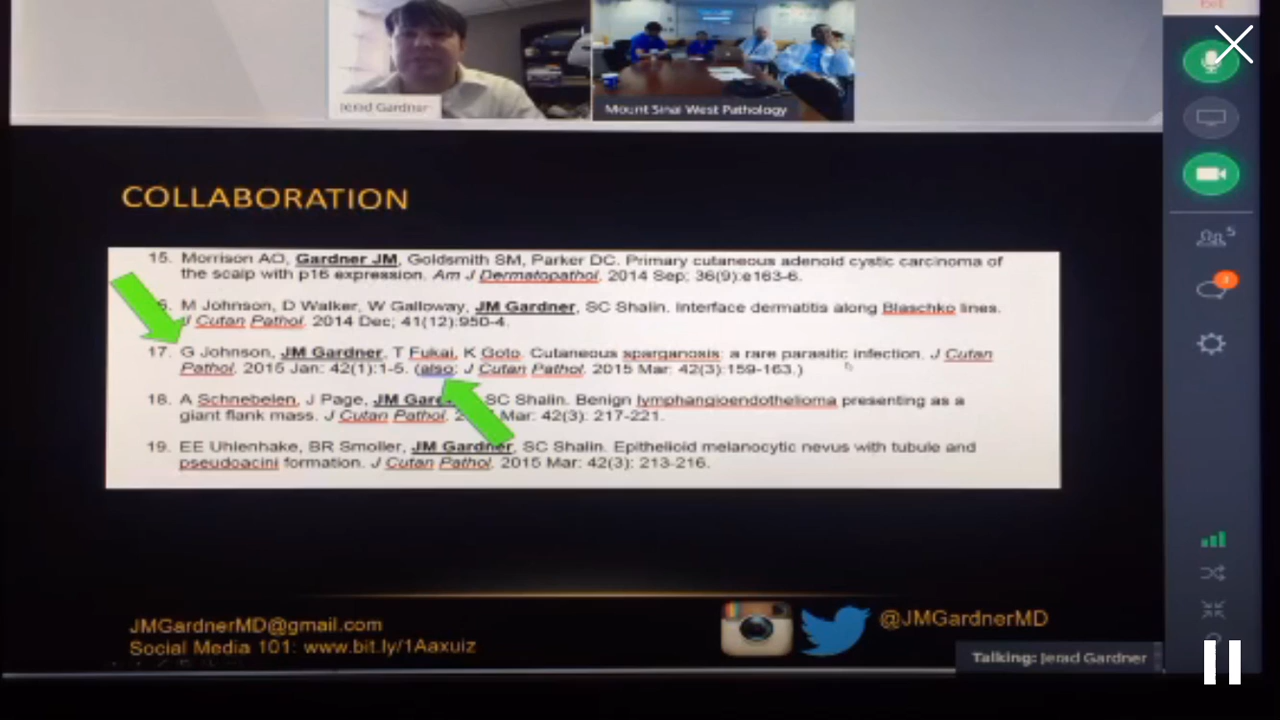 Jerad Gardner
Mount Sinai West Pathology
5
COLLABORATION
15. Morrison AO, Gardner JM, Goldsmith SM, Parker DC. Primary cutaneous adenoid cystic carcinoma of
the scalp with p16 expression. Am J Dermatopathol. 2014 Sep; 36(9):e163-6.
M Johnson, D Walker, W Galloway, JM Gardner, SC Shalin. Interface dermatitis along Blaschko lines.
J Cutan Pathol. 2014 Dec; 41(12):950-4.
17. G Johnson, JM Gardner, T Fukai, K Goto. Cutaneous sparganosis: a rare parasitic infection. J Cutan
Pathol. 2015 Jan: 42(1):1-5. (also: J Cutan Pathol. 2015 Mar: 42(3):159-163.)
18. A Schnebelen, J Page, JM SC Shalin. Benign lymphangioendothelioma presenting as a
giant flank mass. J Cutan Pathol. Mar: 42(3): 217-221.
19. EE Uhlenhake, BR Smoller, JM Gardner, SC Shalin. Epithelioid melanocytic nevus with tubule and
pseudoacini formation. J Cutan Pathol. 2015 Mar: 42(3): 213-216.
JMGardnerMD@gmail.com
Social Media 101: www.bit.ly/1Aaxuiz
@JMGardnerMD
Talking: Jerad Gardner